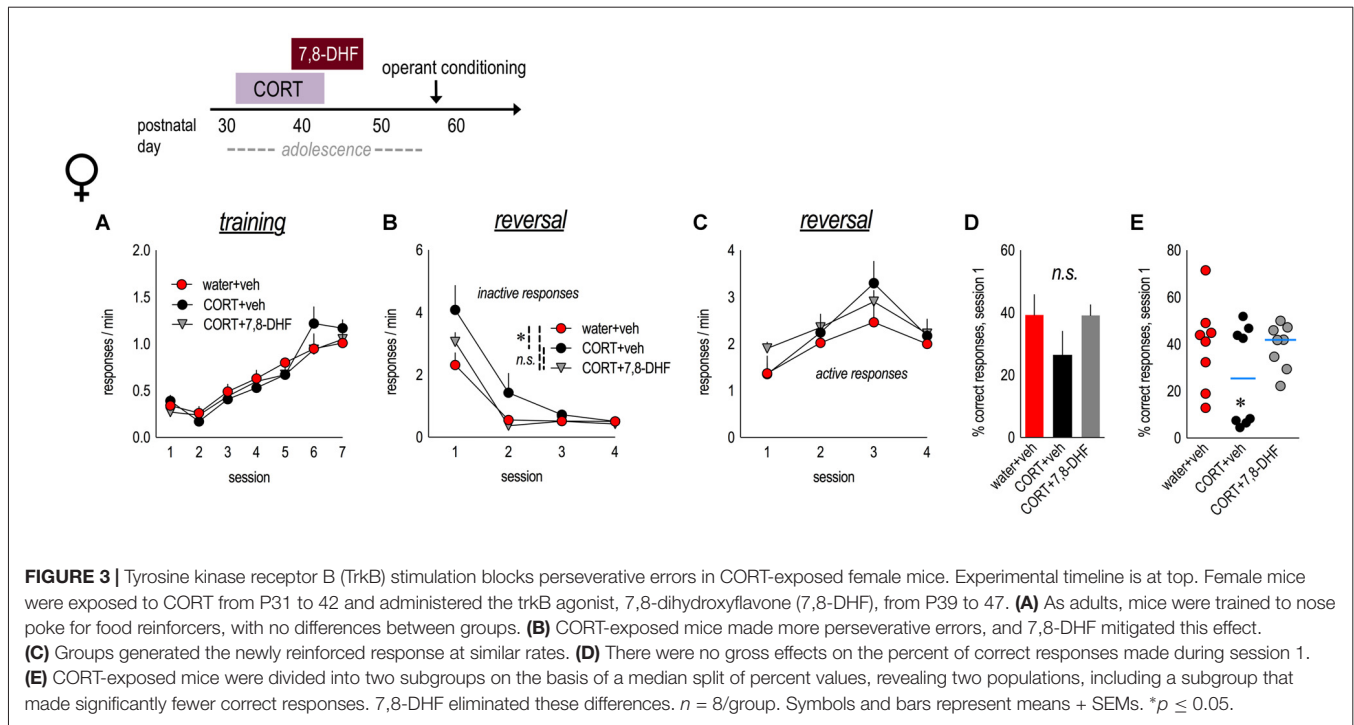 7,8-DHF
CORT
operant conditioning
postnatal day
30 40 50 60
adolescence
♀
A training
2.0
1.5
1.0
0.5
0.0
responses / min
water+veh
CORT+veh
CORT+7,8-DHF
1 2 3 4 5 6 7
session
B reversal
6
4
2
0
responses / min
inactive responses
*
n.s.
water+veh
CORT+veh
CORT+7,8-DHF
1 2 3 4
session
C reversal
4
3
2
1
0
responses / min
active responses
1 2 3 4
session
D
60
40
20
0
% correct responses, session 1
n.s.
water+veh
CORT+veh
CORT+7,8-DHF
E
80
60
40
20
0
% correct responses, session 1
*
water+veh
CORT+veh
CORT+7,8-DHF
FIGURE 3 | Tyrosine kinase receptor B (TrkB) stimulation blocks perseverative errors in CORT-exposed female mice. Experimental timeline is at top. Female mice
were exposed to CORT from P31 to 42 and administered the trkB agonist, 7,8-dihydroxyflavone (7,8-DHF), from P39 to 47. (A) As adults, mice were trained to nose
poke for food reinforcers, with no differences between groups. (B) CORT-exposed mice made more perseverative errors, and 7,8-DHF mitigated this effect.
(C) Groups generated the newly reinforced response at similar rates. (D) There were no gross effects on the percent of correct responses made during session 1.
(E) CORT-exposed mice were divided into two subgroups on the basis of a median split of percent values, revealing two populations, including a subgroup that
made significantly fewer correct responses. 7,8-DHF eliminated these differences. n = 8/group. Symbols and bars represent means + SEMs. *p ≤ 0.05.